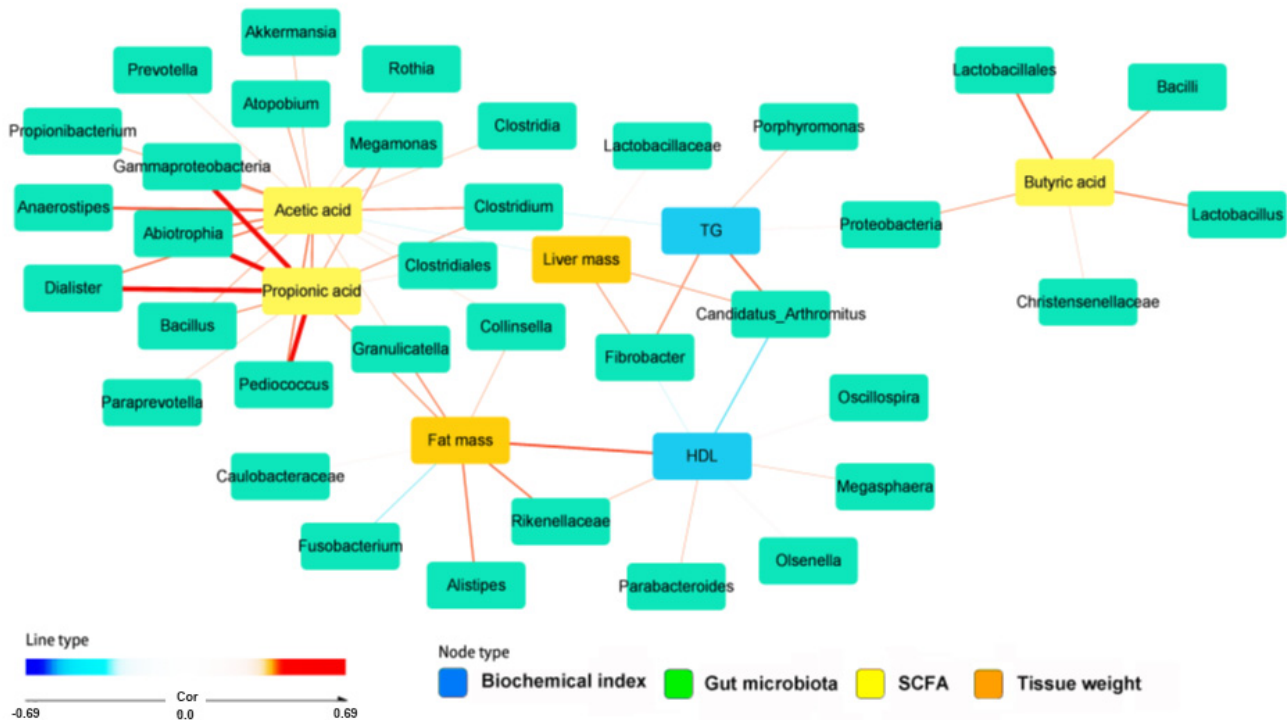 Akkermansia
Lactobacillales
Prevotella
Rothia
Bacilli
Atopobium
Propionibacterium
Clostridia
Porphyromonas
Megamonas
Lactobacillaceae
Gammaproteobacteria
Butyric acid
Anaerostipes
Acetic acid
Clostridium
Lactobacillus
Abiotrophia
TG
Proteobacteria
Liver mass
Clostridiales
Dialister
Propionic acid
Christensenellaceae
Candidatus_Arthromitus
Bacillus
Collinsella
Granulicatella
Fibrobacter
Pediococcus
Paraprevotella
Oscillospira
Fat mass
HDL
Caulobacteraceae
Megasphaera
Rikenellaceae
Fusobacterium
Olsenella
Alistipes
Parabacteroides
Line type
Cor
-0.69 0.0 0.69
Node type
Biochemical index Gut microbiota SCFA Tissue weight